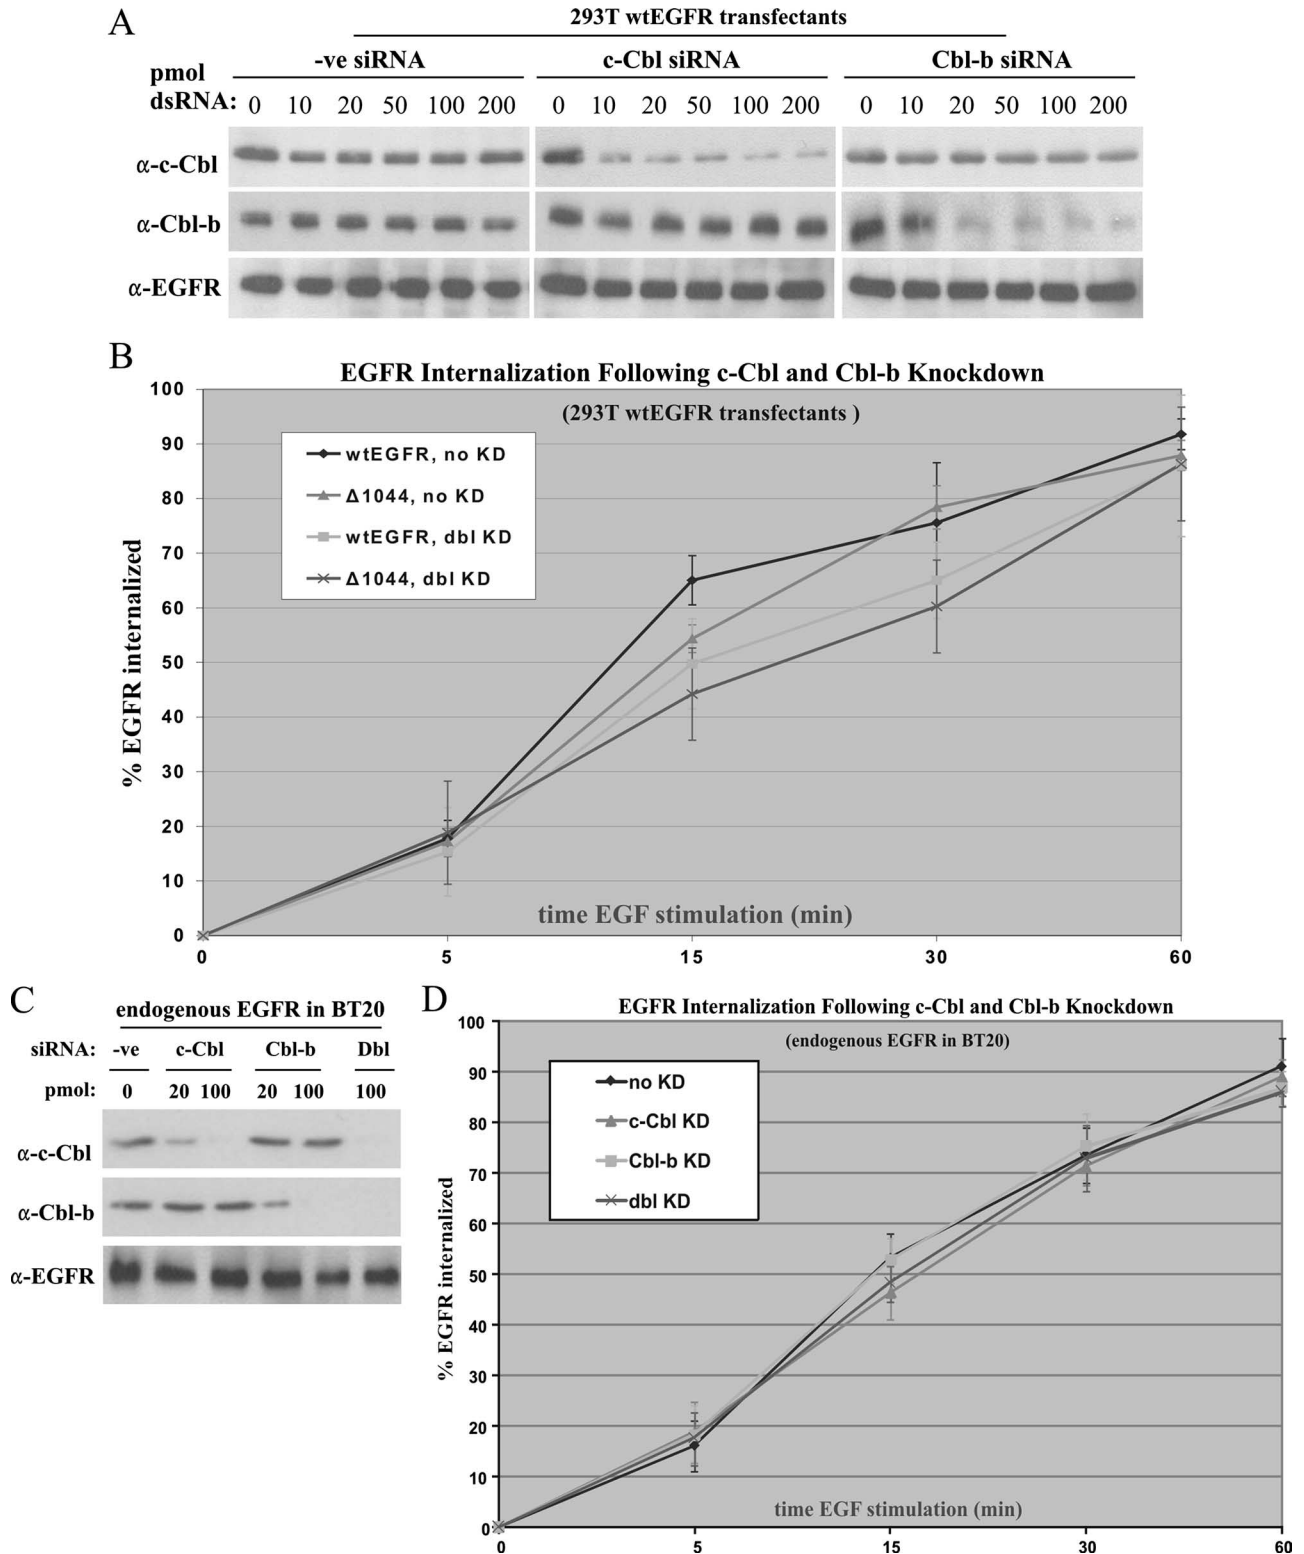 A
293T wtEGFR transfectants
-ve siRNA c-Cbl siRNA Cbl-b siRNA
pmol
dsRNA: 0 10 20 50 100 200 0 10 20 50 100 200 0 10 20 50 100 200
α-c-Cbl
α-Cbl-b
α-EGFR
B
EGFR Internalization Following c-Cbl and Cbl-b Knockdown
(293T wtEGFR transfectants )
100
90
80
70
60
50
40
30
20
10
0
% EGFR internalized
wtEGFR, no KD
Δ1044, no KD
wtEGFR, dbl KD
Δ1044, dbl KD
time EGF stimulation (min)
0 5 15 30 60
C
endogenous EGFR in BT20
siRNA: -ve c-Cbl Cbl-b Dbl
pmol: 0 20 100 20 100 100
α-c-Cbl
α-Cbl-b
α-EGFR
D
EGFR Internalization Following c-Cbl and Cbl-b Knockdown
(endogenous EGFR in BT20)
100
90
80
70
60
50
40
30
20
10
0
% EGFR internalized
no KD
c-Cbl KD
Cbl-b KD
dbl KD
time EGF stimulation (min)
0 5 15 30 60